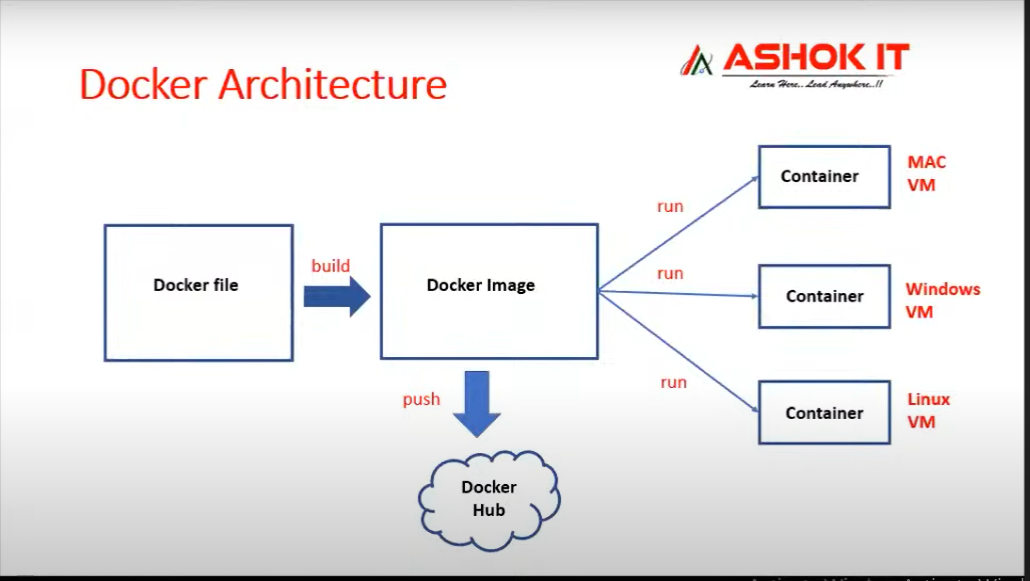 ASHOK IT
Learn Here.. Lead Anywhere..!!
Docker Architecture
Container
MAC
VM
run
build
Docker file
Docker Image
run
Container
Windows
VM
push
run
Container
Linux
VM
Docker
Hub